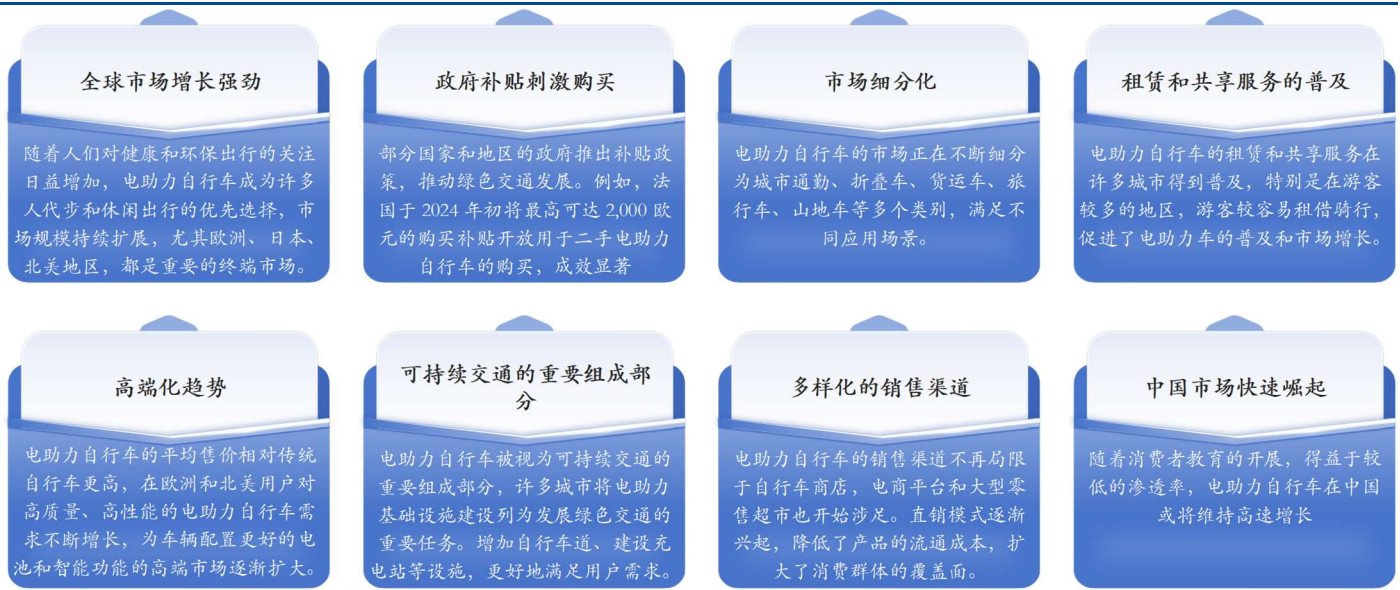 全球市场增长强劲
随着人们对健康和环保出行的关注
日益增加，电助力自行车成为许多
人代步和休闲出行的优先选择，市
场规模持续扩展，尤其欧洲、日本、
北美地区，都是重要的终端市场。
政府补贴刺激购买
部分国家和地区的政府推出补贴政
策，推动绿色交通发展。例如，法
国于 2024 年初将最高可达 2,000 欧
元的购买补贴开放用于二手电助力
自行车的购买，成效显著
市场细分化
电助力自行车的市场正在不断细分
为城市通勤、折叠车、货运车、旅
行车、山地车等多个类别，满足不
同应用场景。
租赁和共享服务的普及
电助力自行车的租赁和共享服务在
许多城市得到普及，特别是在游客
较多的地区，游客较容易租借骑行，
促进了电助力车的普及和市场增长。
高端化趋势
电助力自行车的平均售价相对传统
自行车更高，在欧洲和北美用户对
高质量、高性能的电助力自行车需
求不断增长，为车辆配置更好的电
池和智能功能的高端市场逐渐扩大。
可持续交通的重要组成部
分
电助力自行车被视为可持续交通的
重要组成部分，许多城市将电助力
基础设施建设列为发展绿色交通的
重要任务。增加自行车道、建设充
电站等设施，更好地满足用户需求。
多样化的销售渠道
电助力自行车的销售渠道不再局限
于自行车商店，电商平台和大型零
售超市也开始涉足。直销模式逐渐
兴起，降低了产品的流通成本，扩
大了消费群体的覆盖面。
中国市场快速崛起
随着消费者教育的开展，得益于较
低的渗透率，电助力自行车在中国
或将维持高速增长